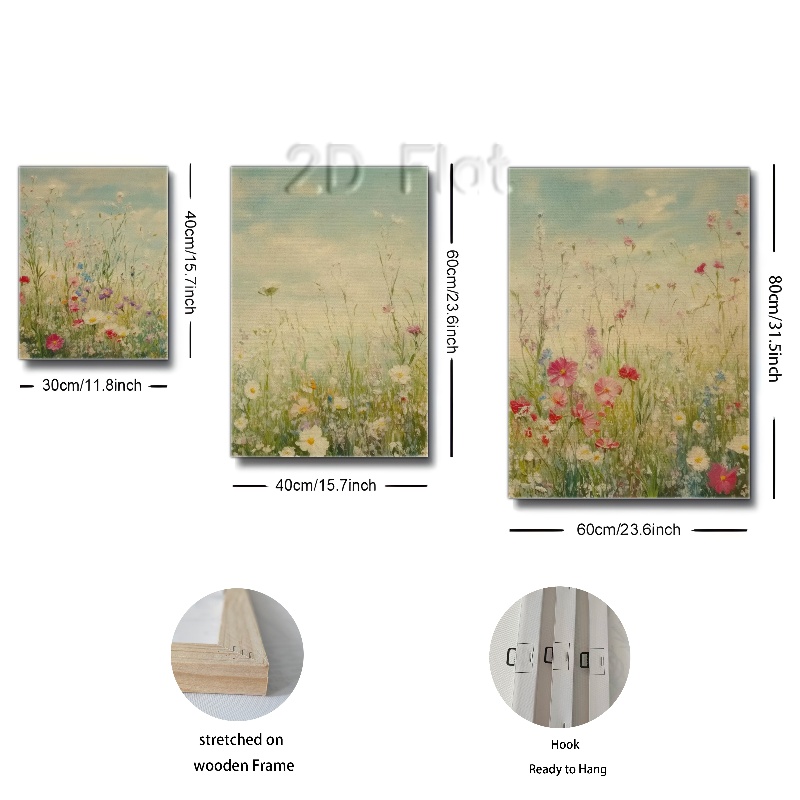 2D Flat
40cm/15.7inch
30cm/11.8inch
60cm/23.6inch
40cm/15.7inch
80cm/31.5inch
60cm/23.6inch
stretched on
wooden Frame
Hook
Ready to Hang